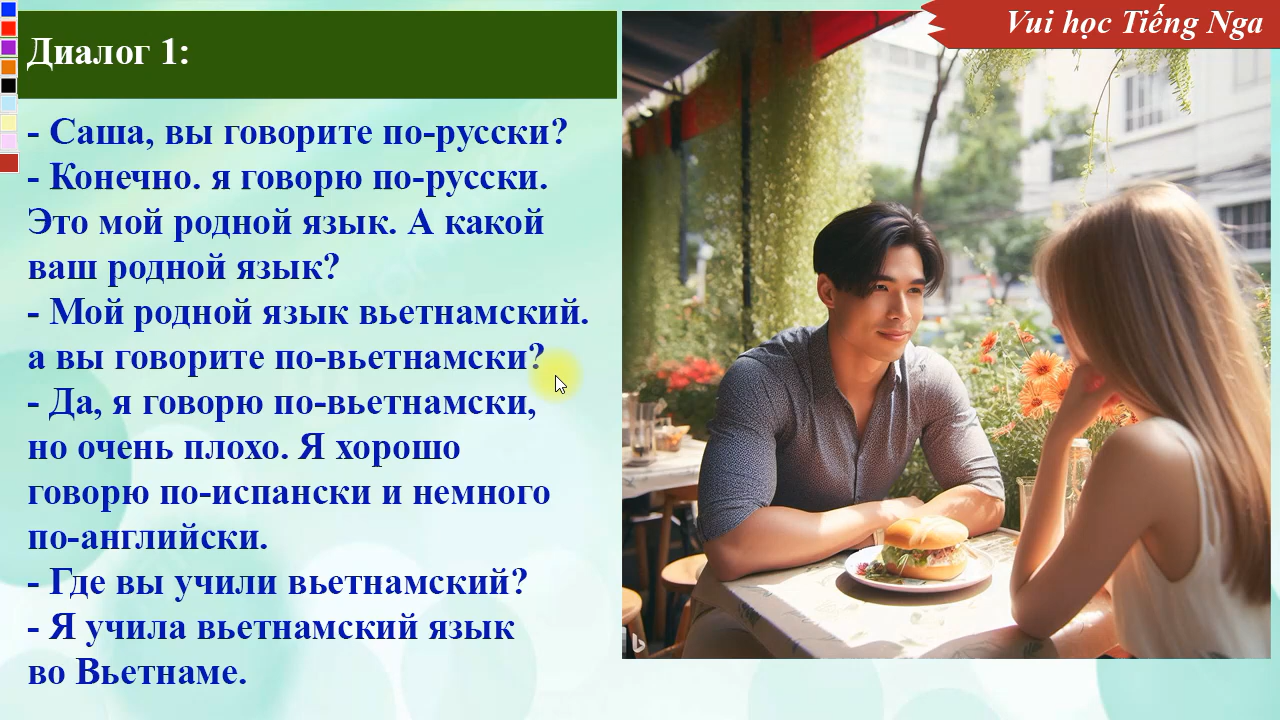 Vui học Tiếng Nga
Диалог 1:
- Саша, вы говорите по-русски?
- Конечно. я говорю по-русски.
Это мой родной язык. А какой
ваш родной язык?
- Мой родной язык вьетнамский.
а вы говорите по-вьетнамски?
- Да, я говорю по-вьетнамски,
но очень плохо. Я хорошо
говорю по-испански и немного
по-английски.
- Где вы учили вьетнамский?
- Я учила вьетнамский язык
во Вьетнаме.